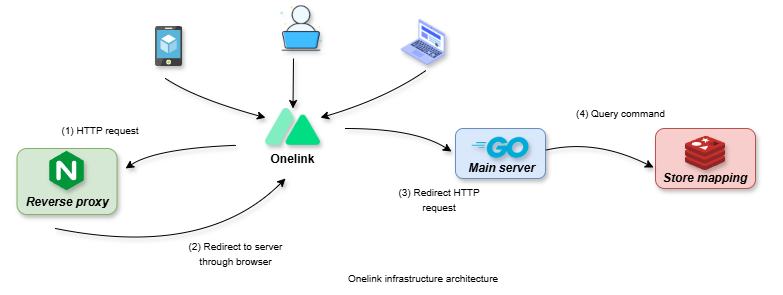 (1) HTTP request
(4) Query command
N
Onelink
GO
Main server
Reverse proxy
Store mapping
(3) Redirect HTTP
request
(2) Redirect to server
through browser
Onelink infrastructure architecture